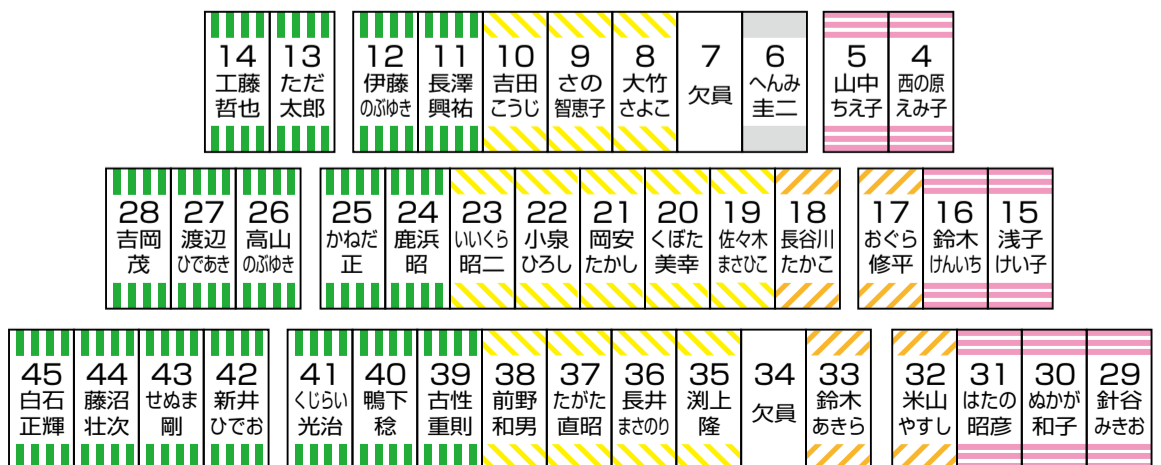 14 13 12 11 10 9 8 7 6 5 4
工藤 ただ 伊藤 長澤 吉田 さの 大竹 欠員 へんみ 山中 西の原
哲也 太郎 のぶゆき 興祐 こうじ 智恵子 さよこ 圭二 ちえ子 えみ子
28 27 26 25 24 23 22 21 20 19 18 17 16 15
吉岡 渡辺 高山 かねだ 鹿浜 いいくら 小泉 岡安 くぼた 佐々木 長谷川 おぐら 鈴木 浅子
茂 ひであき のぶゆき 正 昭 昭二 ひろし たかし 美幸 まさひこ たかこ 修平 けんいち けい子
45 44 43 42 41 40 39 38 37 36 35 34 33 32 31 30 29
白石 藤沼 せぬま 新井 くじらい 鴨下 古性 前野 たがた 長井 渕上 欠員 鈴木 米山 はたの ぬかが 針谷
正輝 壮次 剛 ひでお 光治 稔 重則 和男 直昭 まさのり 隆 あきら やすし 昭彦 和子 みきお